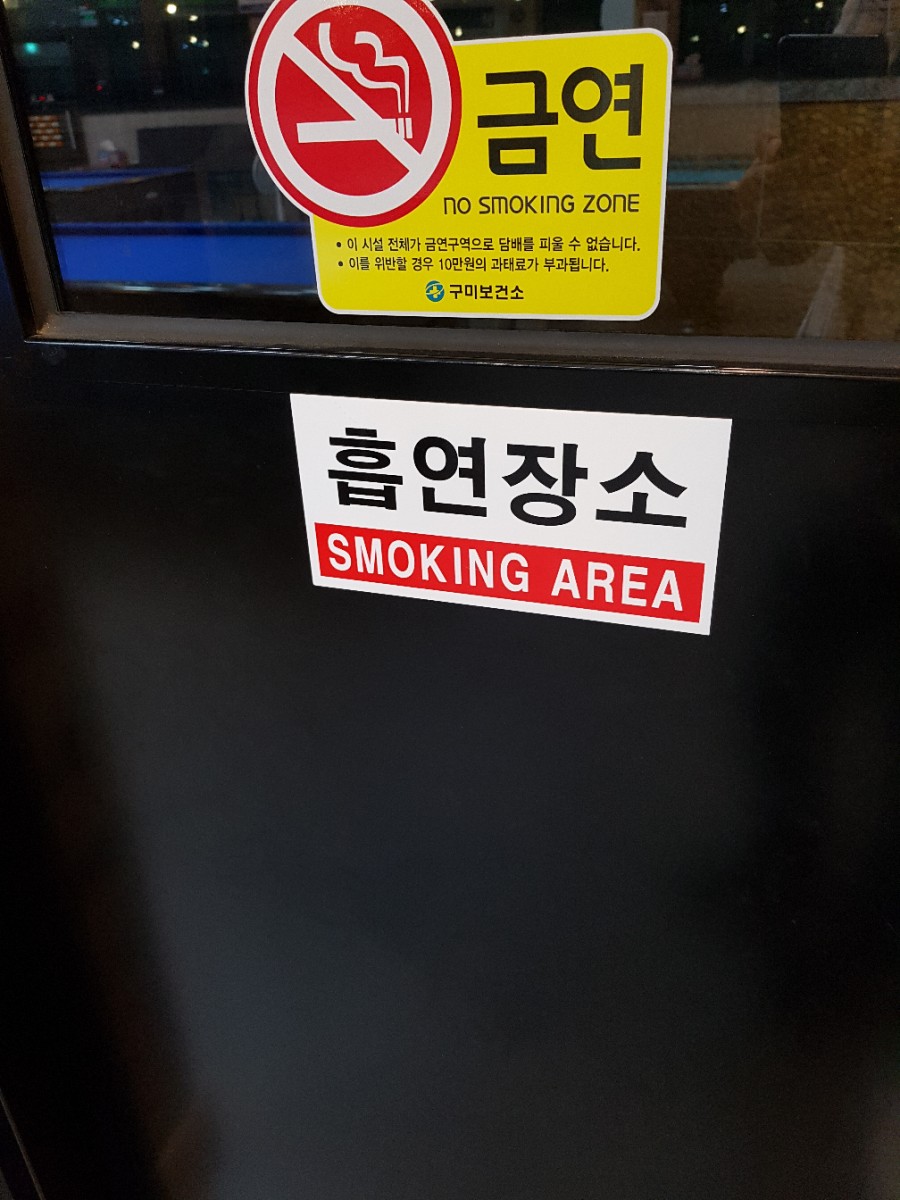 금연
NO SMOKING ZONE
• 이 시설 전체가 금연구역으로 담배를 피울 수 없습니다.
• 이를 위반할 경우 10만원의 과태료가 부과됩니다.
구미보건소
흡연장소
SMOKING AREA